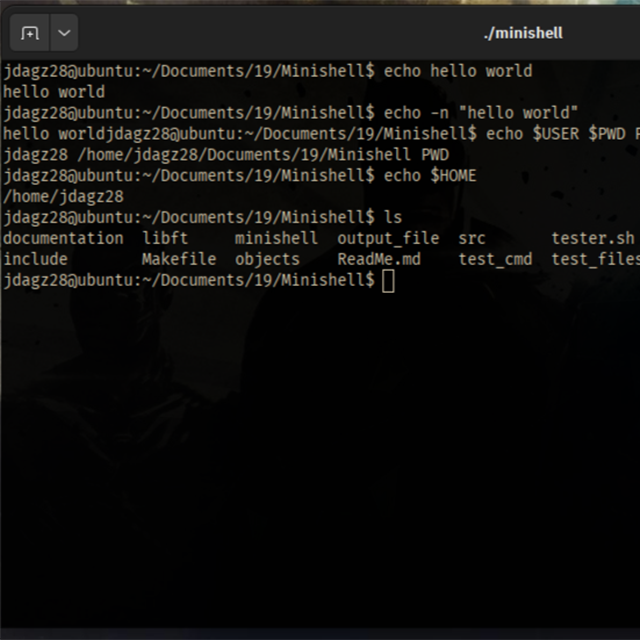 ./minishell
jdagz28@ubuntu:~/Documents/19/Minishell$ echo hello world
hello world
jdagz28@ubuntu:~/Documents/19/Minishell$ echo -n "hello world"
hello worldjdagz28@ubuntu:~/Documents/19/Minishell$ echo $USER $PWD P
jdagz28 /home/jdagz28/Documents/19/Minishell PWD
jdagz28@ubuntu:~/Documents/19/Minishell$ echo $HOME
/home/jdagz28
jdagz28@ubuntu:~/Documents/19/Minishell$ ls
documentation libft minishell output_file src tester.sh
include Makefile objects ReadMe.md test_cmd test_files
jdagz28@ubuntu:~/Documents/19/Minishell$